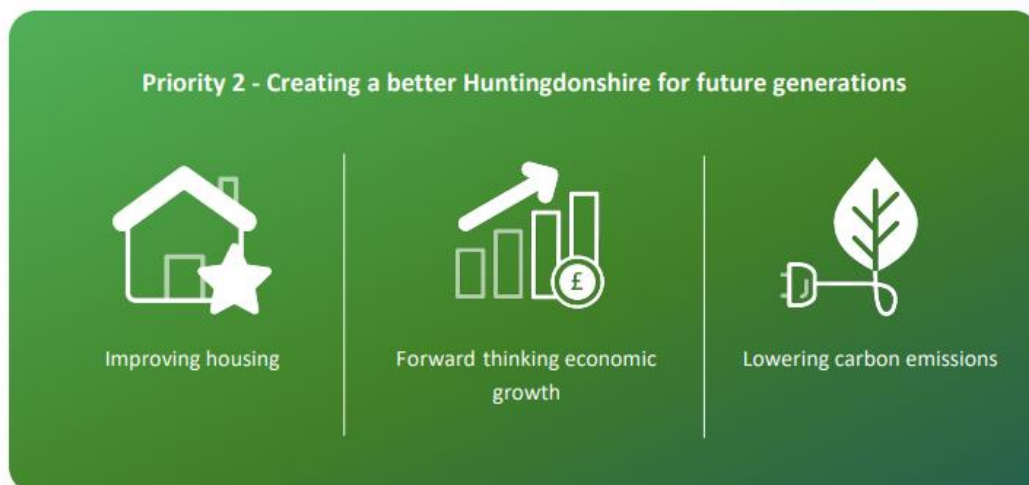 Priority 2 - Creating a better Huntingdonshire for future generations
£
Improving housing
Forward thinking economic
growth
Lowering carbon emissions